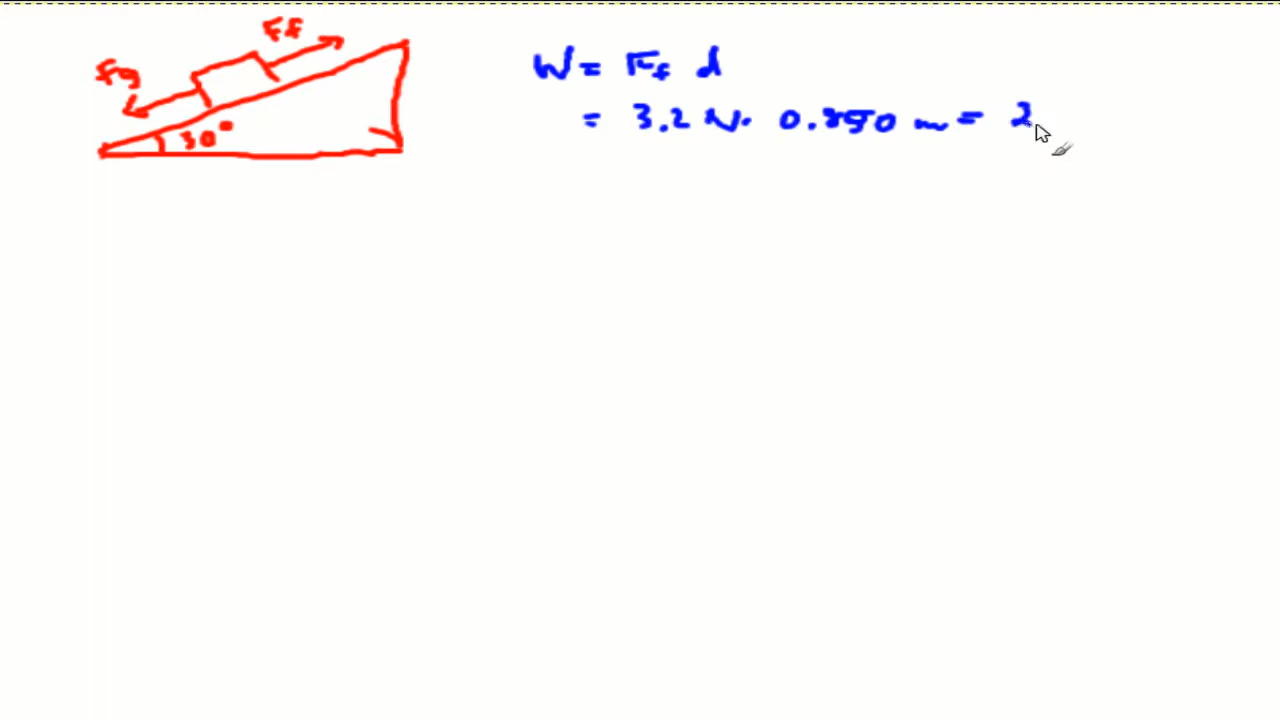 Ff
Fg
30°
W = Ff d
= 3.2 N · 0.850 m = 2